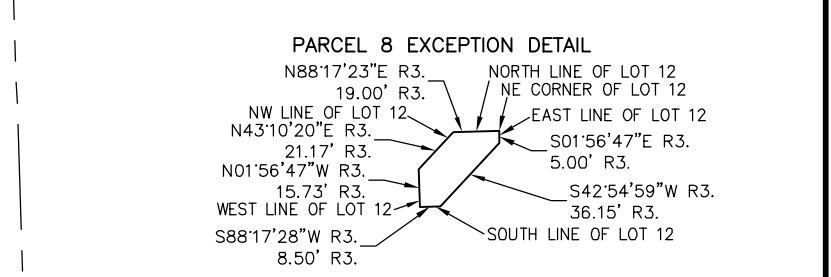 PARCEL 8 EXCEPTION DETAIL
N88°17'23"E R3.
19.00' R3.
NORTH LINE OF LOT 12
NE CORNER OF LOT 12
NW LINE OF LOT 12
EAST LINE OF LOT 12
N43°10'20"E R3.
21.17' R3.
S01°56'47"E R3.
5.00' R3.
N01°56'47"W R3.
15.73' R3.
S42°54'59"W R3.
36.15' R3.
WEST LINE OF LOT 12
S88°17'28"W R3.
8.50' R3.
SOUTH LINE OF LOT 12